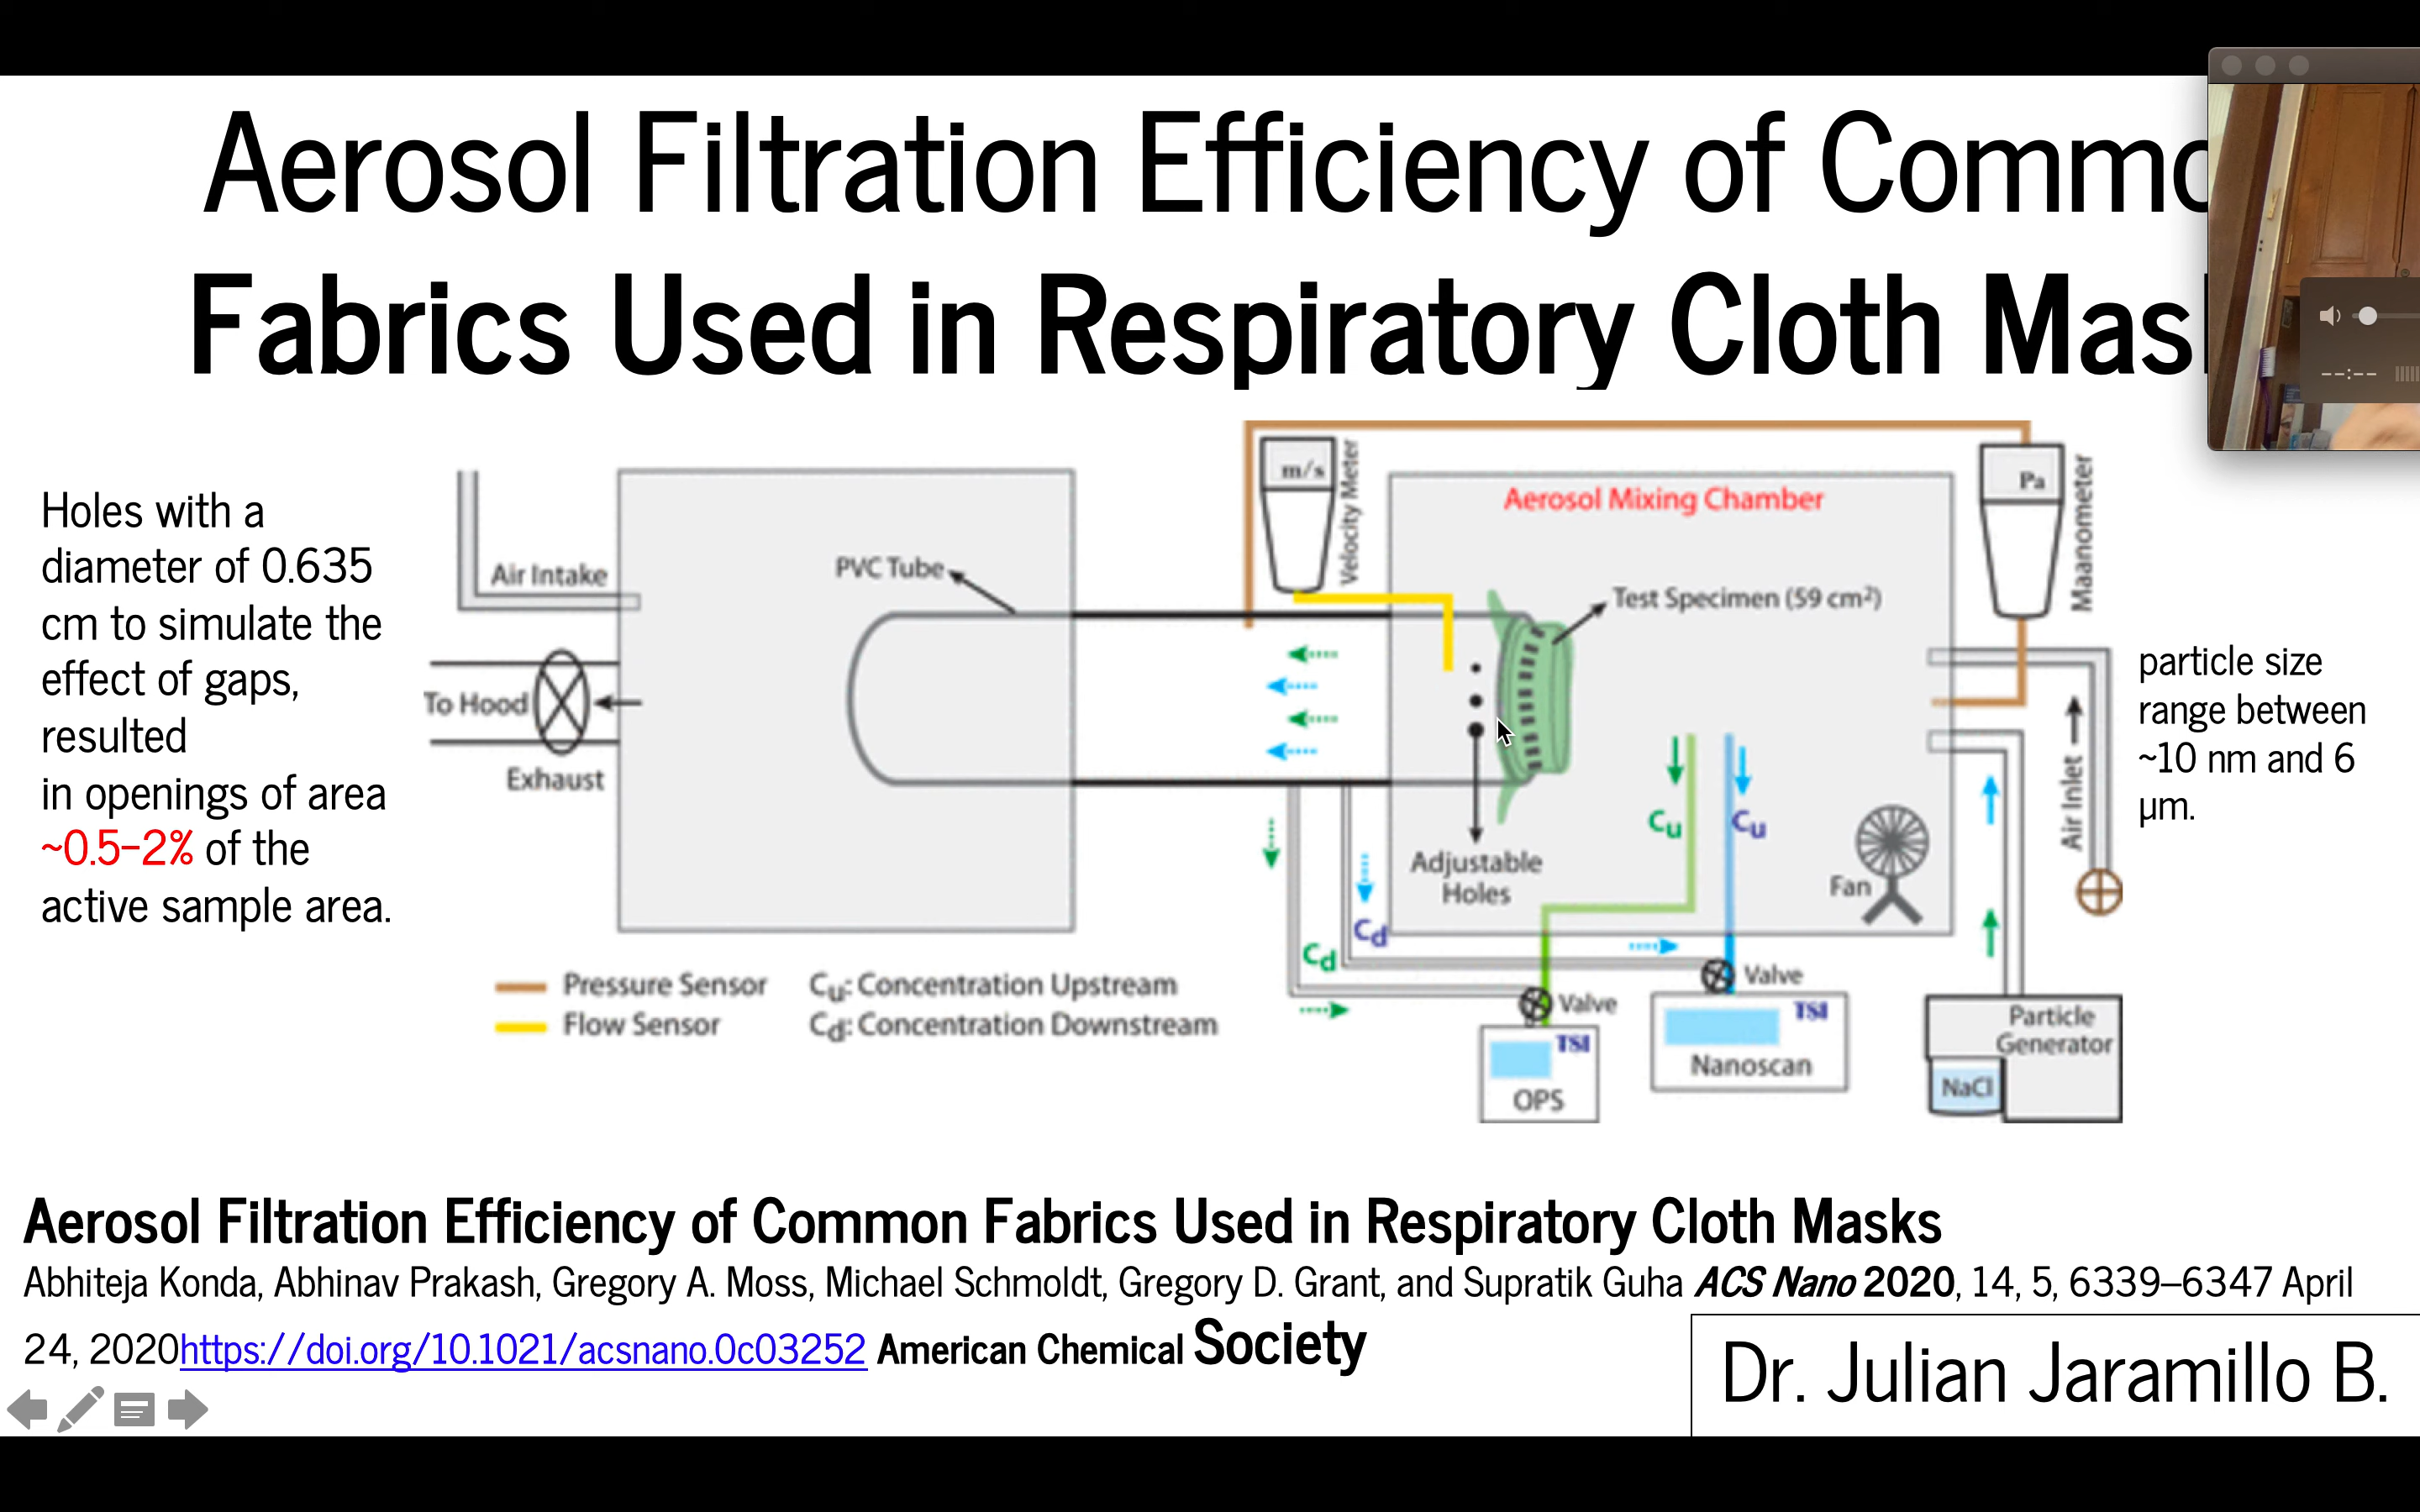 Aerosol Filtration Efficiency of Commo
Fabrics Used in Respiratory Cloth Mas
Holes with a
diameter of 0.635
cm to simulate the
effect of gaps,
resulted
in openings of area
~0.5–2% of the
active sample area.
Air Intake
To Hood
Exhaust
PVC Tube
m/s
Velocity Meter
Aerosol Mixing Chamber
Test Specimen (59 cm²)
Pa
Maanometer
Adjustable
Holes
Cu
Cu
Fan
Air Inlet
Cd
Cd
Valve
Valve
TSI
OPS
TSI
Nanoscan
Particle
Generator
NaCl
Pressure Sensor
Flow Sensor
Cu: Concentration Upstream
Cd: Concentration Downstream
particle size
range between
~10 nm and 6
μm.
--:--
Aerosol Filtration Efficiency of Common Fabrics Used in Respiratory Cloth Masks
Abhiteja Konda, Abhinav Prakash, Gregory A. Moss, Michael Schmoldt, Gregory D. Grant, and Supratik Guha ACS Nano 2020, 14, 5, 6339–6347 April
24, 2020https://doi.org/10.1021/acsnano.0c03252 American Chemical Society
Dr. Julian Jaramillo B.